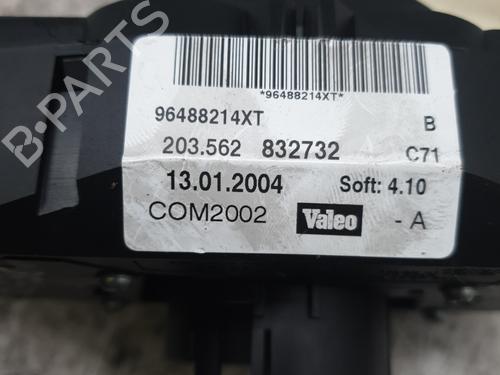 B-PARTS
*96488214XT*
96488214XT B
203.562 832732 C71
13.01.2004 Soft: 4.10
COM2002 Valeo - A